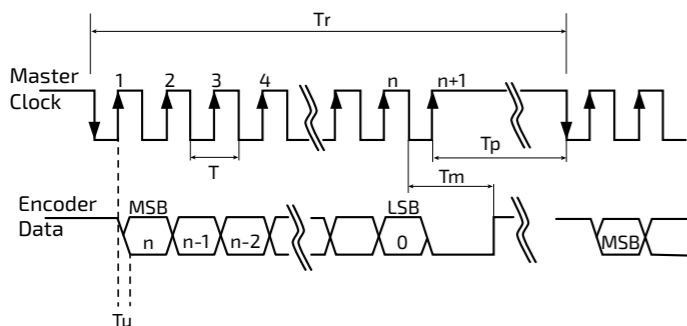 Tr
Master Clock
1 2 3 4 n n+1
T
Tp
Tm
Encoder Data
MSB LSB
n n-1 n-2 0 MSB
Tu